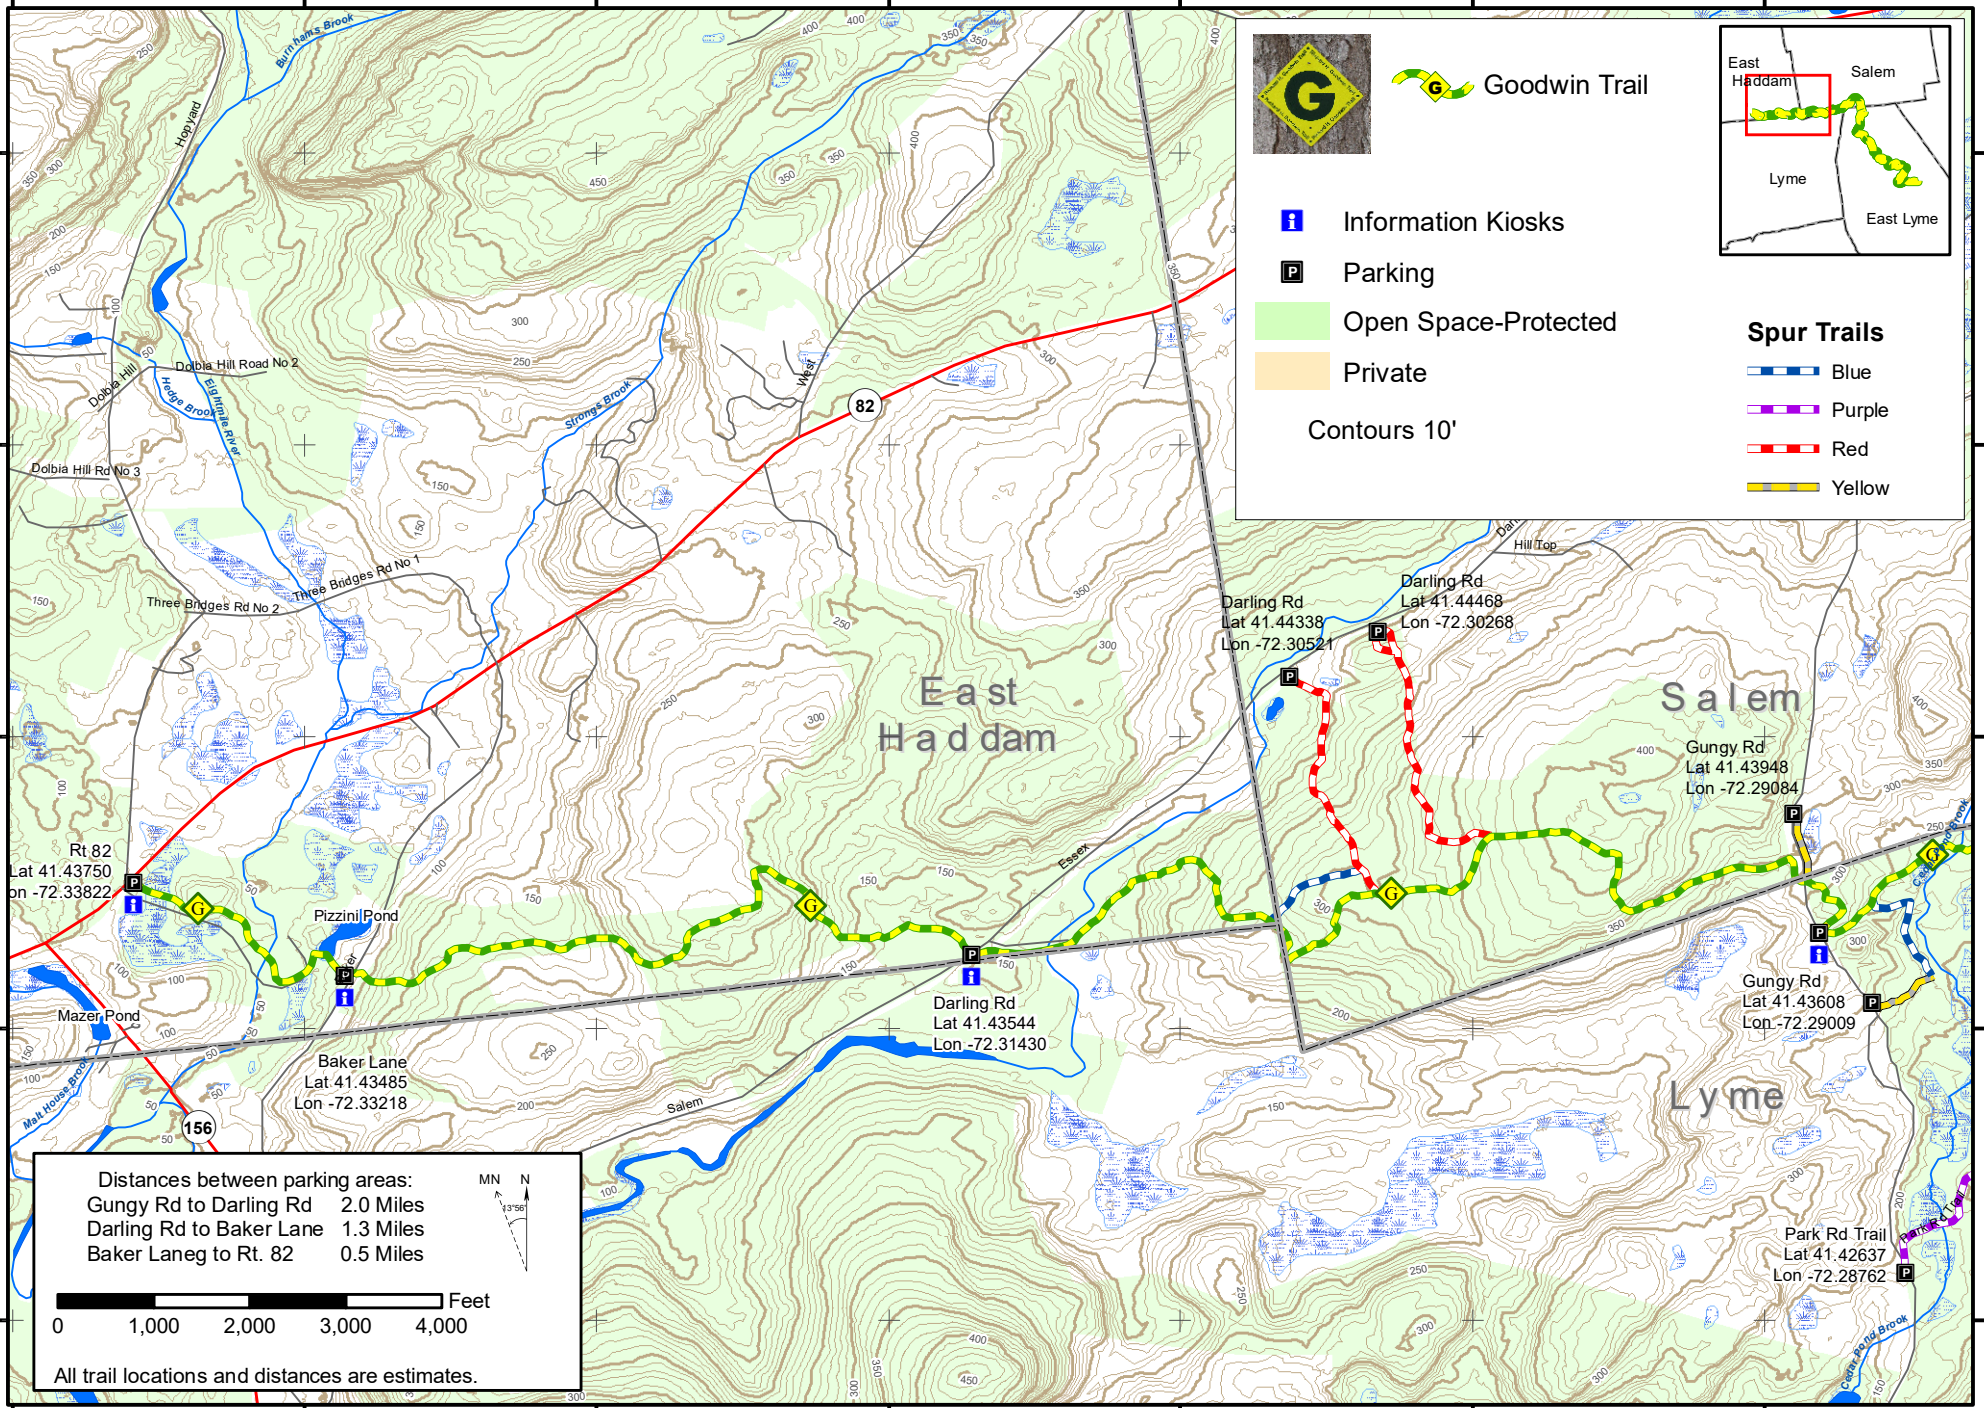 Goodwin Trail
Information Kiosks
Parking
Open Space-Protected
Private
Contours 10'
East
Haddam
Salem
Lyme
East Lyme
Spur Trails
Blue
Purple
Red
Yellow
Burnhams Brook
Hopyard
Dolbia Hill Road No 2
Dolbia Hill
Hedge Brook
Eightmile River
Dolbia Hill Rd No 3
Strongs Brook
West
82
Three Bridges Rd No 1
Three Bridges Rd No 2
Hill Top
Darling Rd
Lat 41.44468
Lon -72.30268
Darling Rd
Lat 41.44338
Lon -72.30521
East
Haddam
Salem
Gungy Rd
Lat 41.43948
Lon -72.29084
Rt 82
Lat 41.43750
on -72.33822
Pizzini Pond
Essex
Cedar Pond Brook
Mazer Pond
Malt House Brook
Baker Lane
Lat 41.43485
Lon -72.33218
Darling Rd
Lat 41.43544
Lon -72.31430
Gungy Rd
Lat 41.43608
Lon -72.29009
Salem
Lyme
156
Park Rd Trail
Park Rd Trail
Lat 41.42637
Lon -72.28762
Cedar Pond Brook
Distances between parking areas:
Gungy Rd to Darling Rd 2.0 Miles
Darling Rd to Baker Lane 1.3 Miles
Baker Laneg to Rt. 82 0.5 Miles
MN N
13°56'
Feet
0 1,000 2,000 3,000 4,000
All trail locations and distances are estimates.